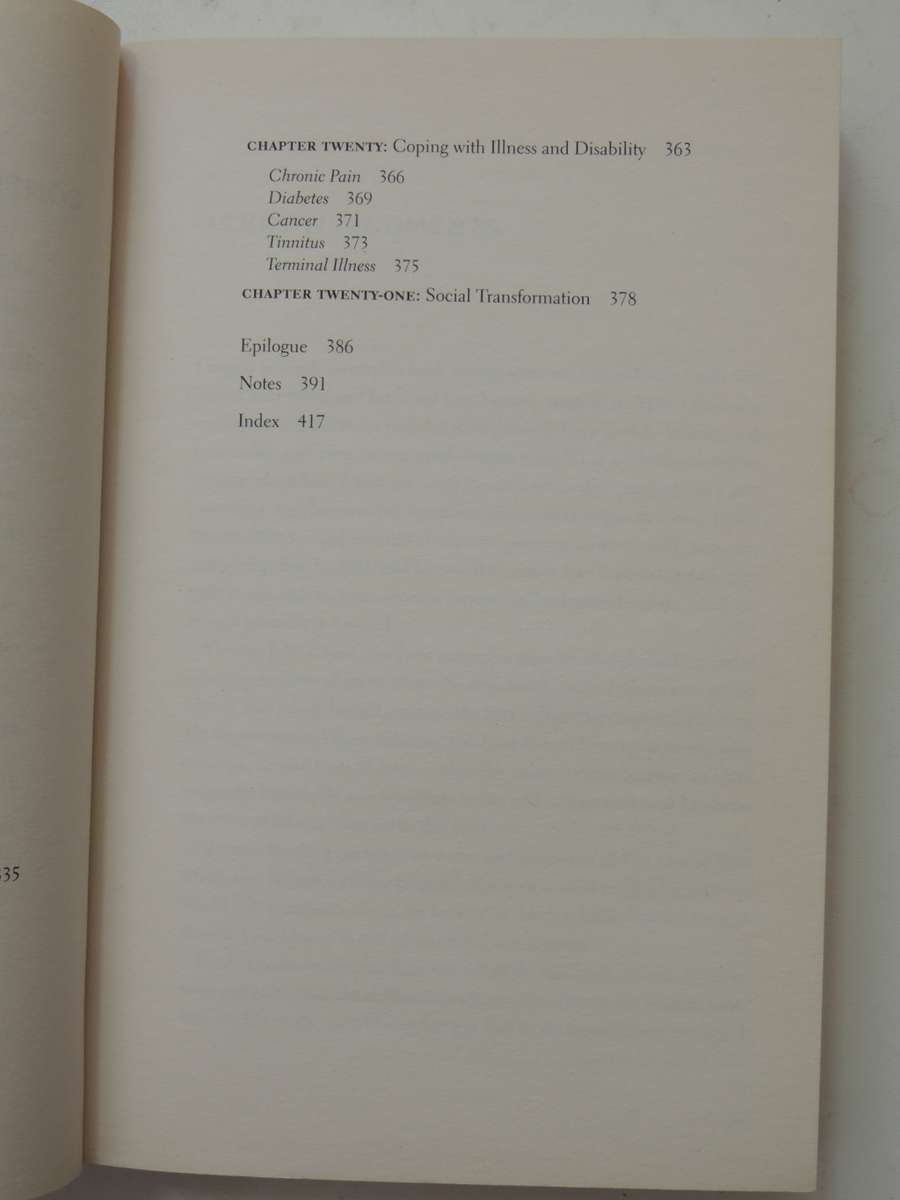 CHAPTER TWENTY: Coping with Illness and Disability 363
Chronic Pain 366
Diabetes 369
Cancer 371
Tinnitus 373
Terminal Illness 375
CHAPTER TWENTY-ONE: Social Transformation 378
Epilogue 386
Notes 391
Index 417
335